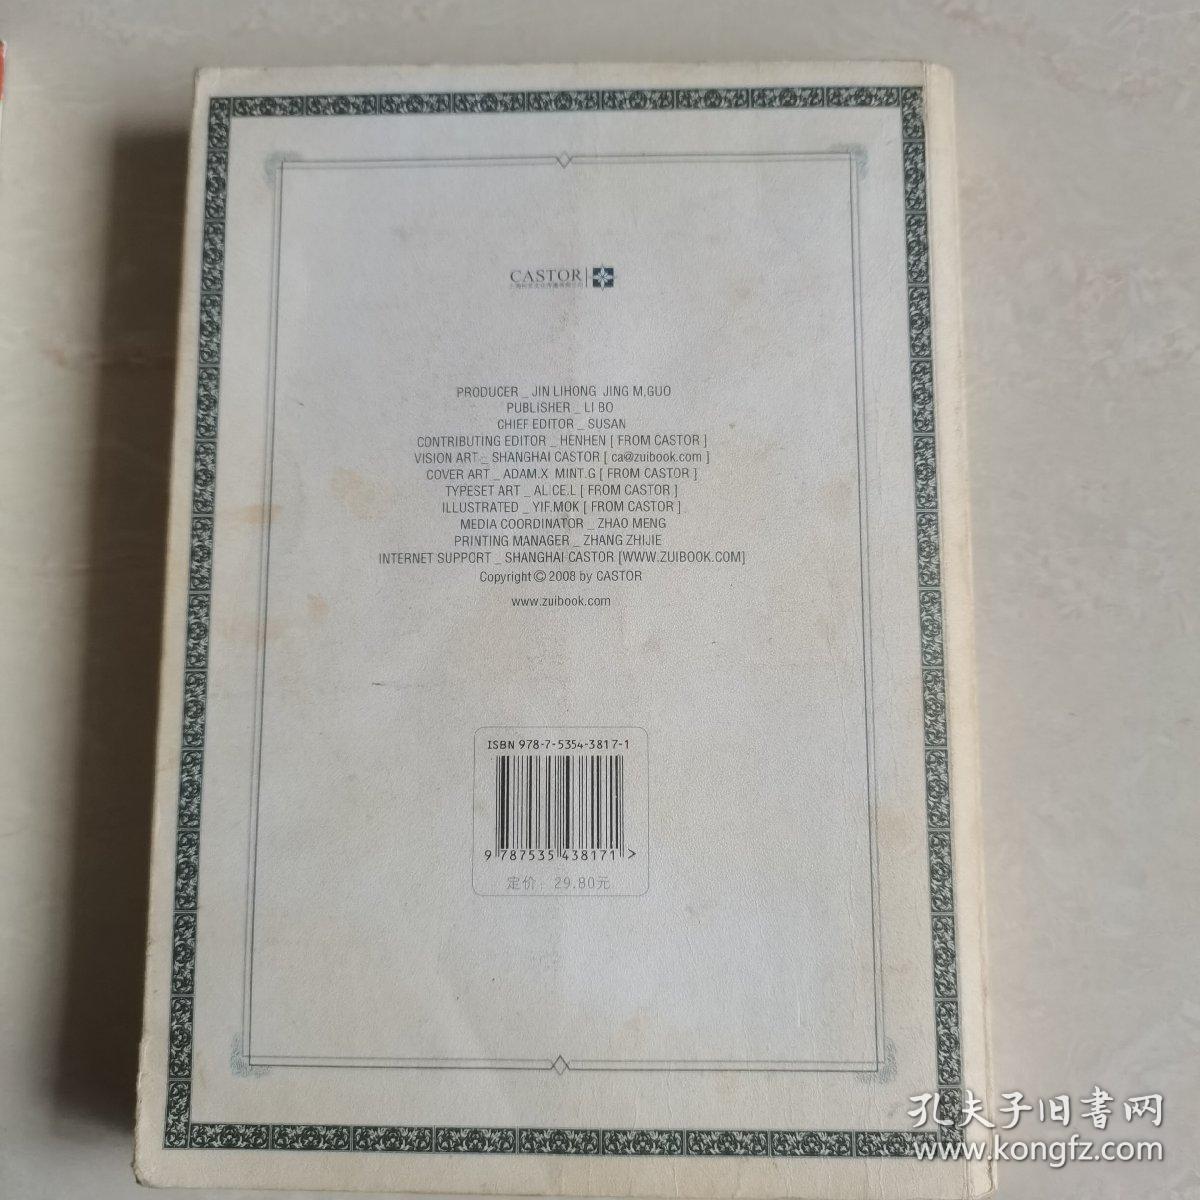 CASTOR
PRODUCER _ JIN LIHONG JING M,GUO
PUBLISHER _ LI BO
CHIEF EDITOR _ SUSAN
CONTRIBUTING EDITOR _ HENHEN [ FROM CASTOR ]
VISION ART _ SHANGHAI CASTOR [ ca@zuibook.com ]
COVER ART _ ADAM.X MINT.G [ FROM CASTOR ]
TYPESET ART _ ALICE.L [ FROM CASTOR ]
ILLUSTRATED _ YIF.MOK [ FROM CASTOR ]
MEDIA COORDINATOR _ ZHAO MENG
PRINTING MANAGER _ ZHANG ZHIJIE
INTERNET SUPPORT _ SHANGHAI CASTOR [WWW.ZUIBOOK.COM]
Copyright © 2008 by CASTOR
www.zuibook.com
ISBN 978-7-5354-3817-1
9 787535 438171 >
定价：29.80元
孔夫子旧书网
www.kongfz.com